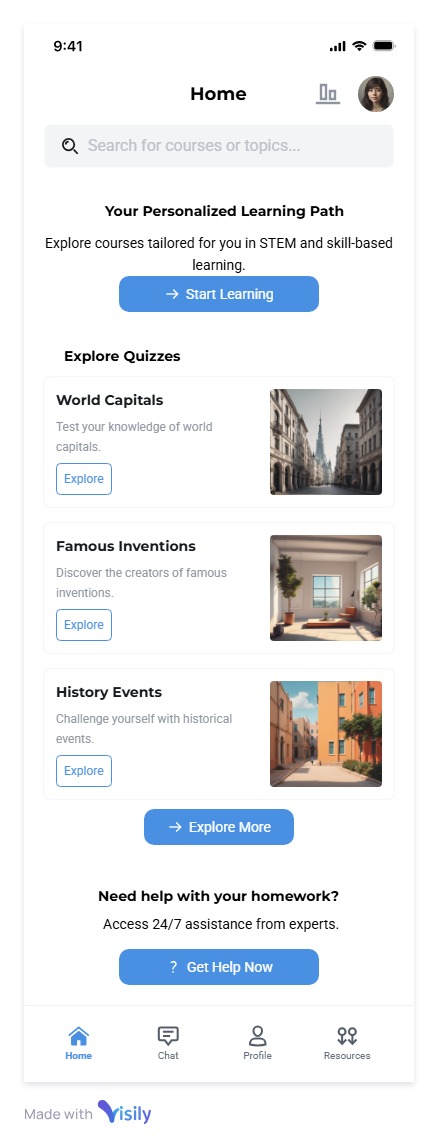 9:41
Home
Search for courses or topics...
Your Personalized Learning Path
Explore courses tailored for you in STEM and skill-based
learning.
Start Learning
Explore Quizzes
World Capitals
Test your knowledge of world
capitals.
Explore
Famous Inventions
Discover the creators of famous
inventions.
Explore
History Events
Challenge yourself with historical
events.
Explore
Explore More
Need help with your homework?
Access 24/7 assistance from experts.
? Get Help Now
Home Chat Profile Resources
Made with Visily